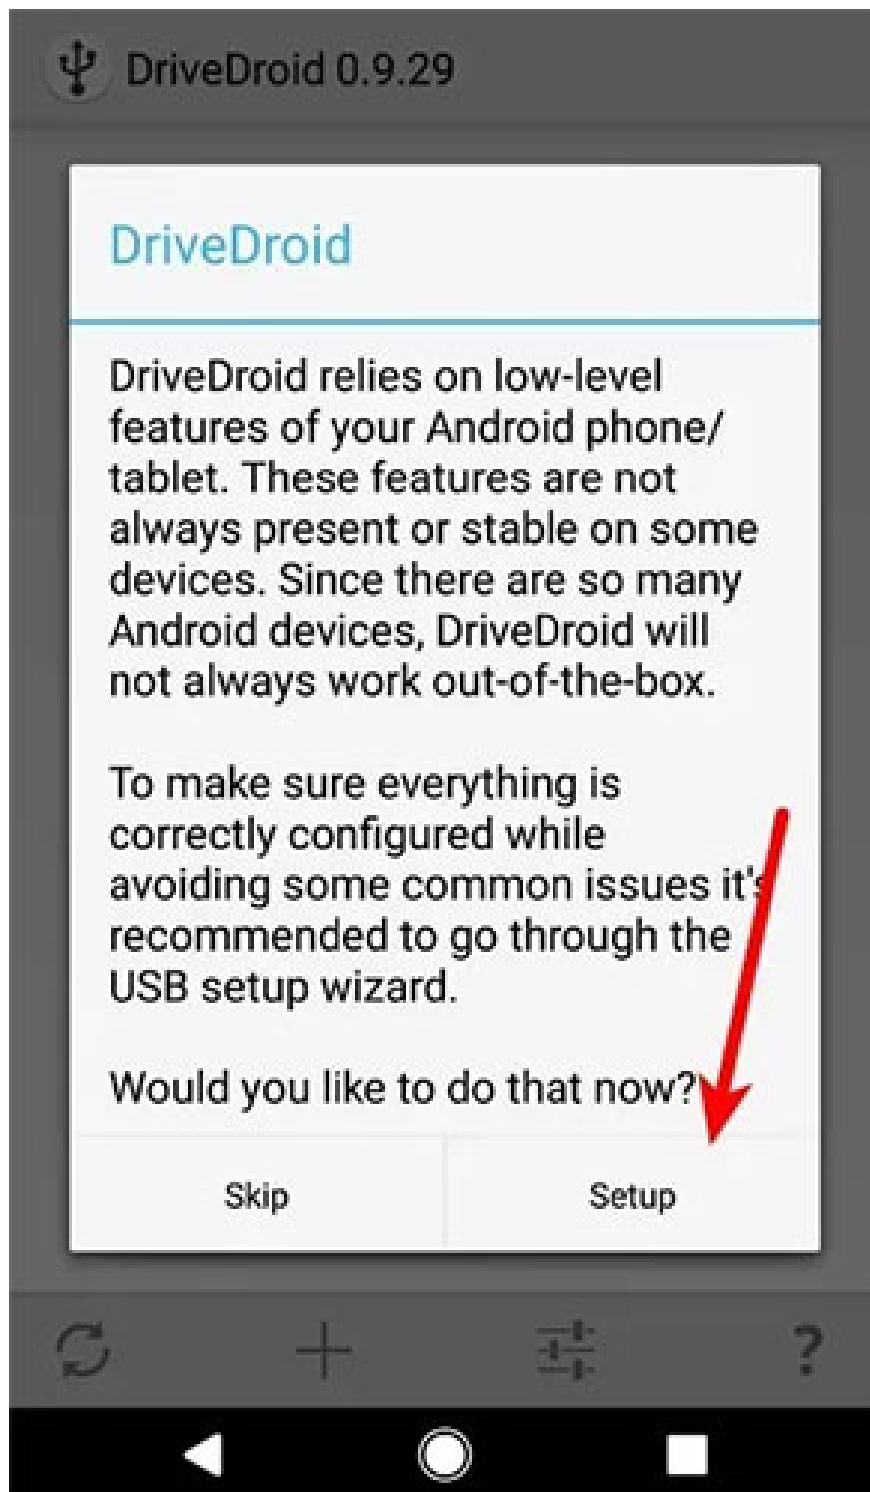 DriveDroid 0.9.29
DriveDroid
DriveDroid relies on low-level
features of your Android phone/
tablet. These features are not
always present or stable on some
devices. Since there are so many
Android devices, DriveDroid will
not always work out-of-the-box.
To make sure everything is
correctly configured while
avoiding some common issues it's
recommended to go through the
USB setup wizard.
Would you like to do that now?
Skip
Setup
?